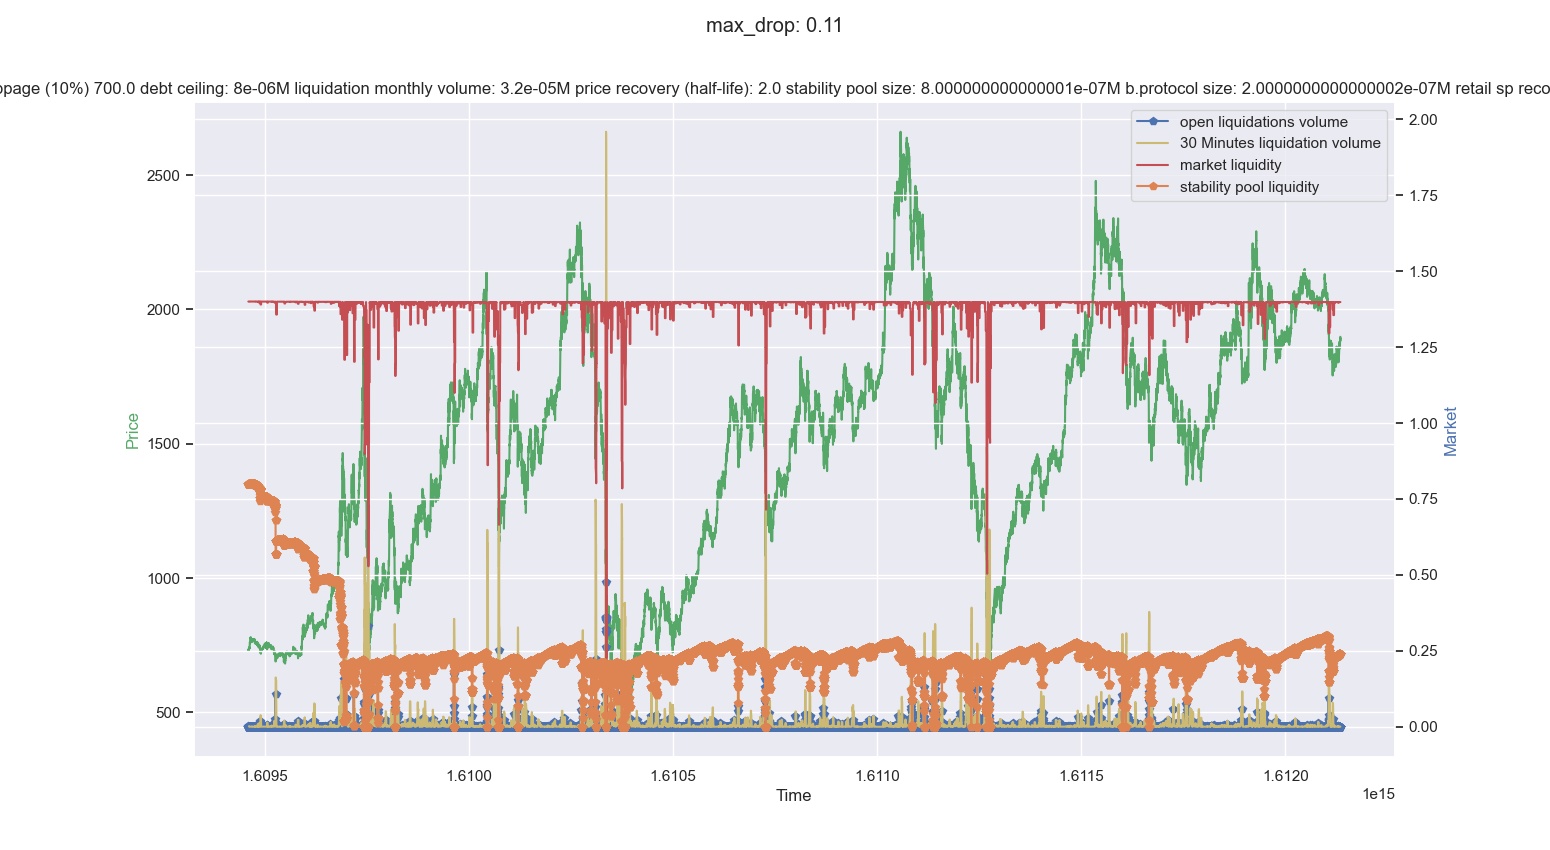 max_drop: 0.11
(10%) 700.0 debt ceiling: 8e-06M liquidation monthly volume: 3.2e-05M price recovery (half-life): 2.0 stability pool size: 8.000000000000001e-07M b.protocol size: 2.0000000000000002e-07M retail sp
open liquidations volume
30 Minutes liquidation volume
market liquidity
stability pool liquidity
2500
2000
1500
1000
500
Price
2.00
1.75
1.50
1.25
1.00
0.75
0.50
0.25
0.00
Market
1.6095
1.6100
1.6105
1.6110
1.6115
1.6120
Time
1e15